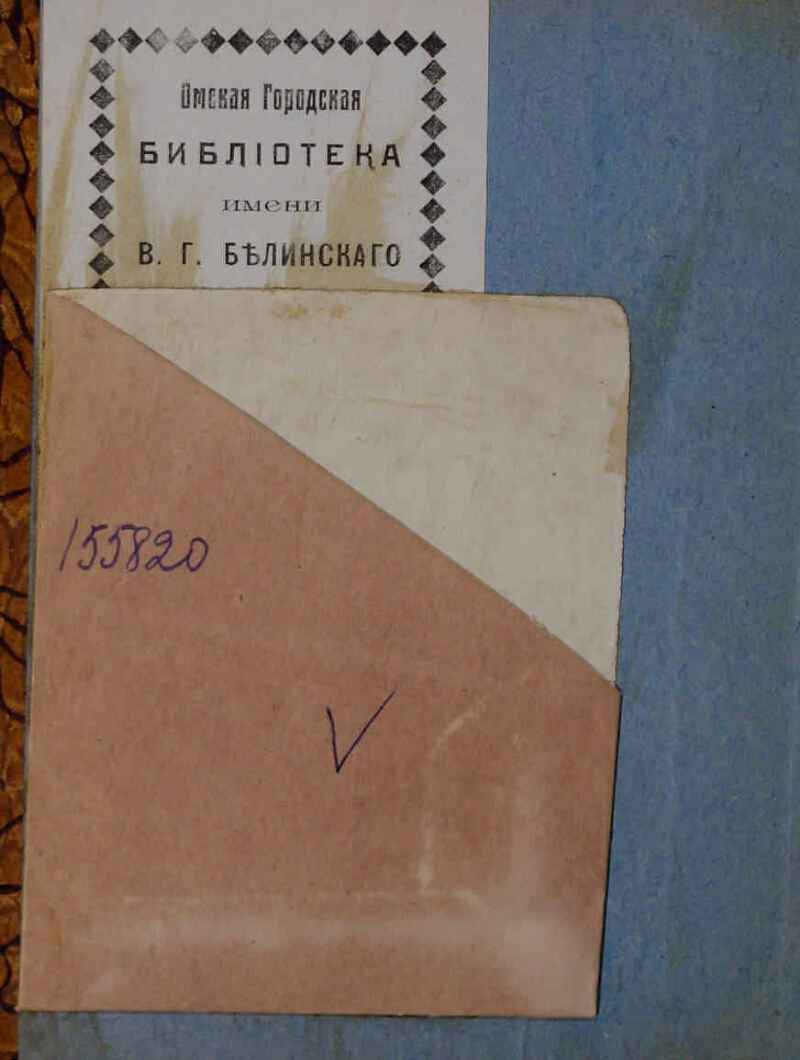 Омская Городская
БИБЛІОТЕКА
имени
В. Г. БѢЛИНСКАГО
155820